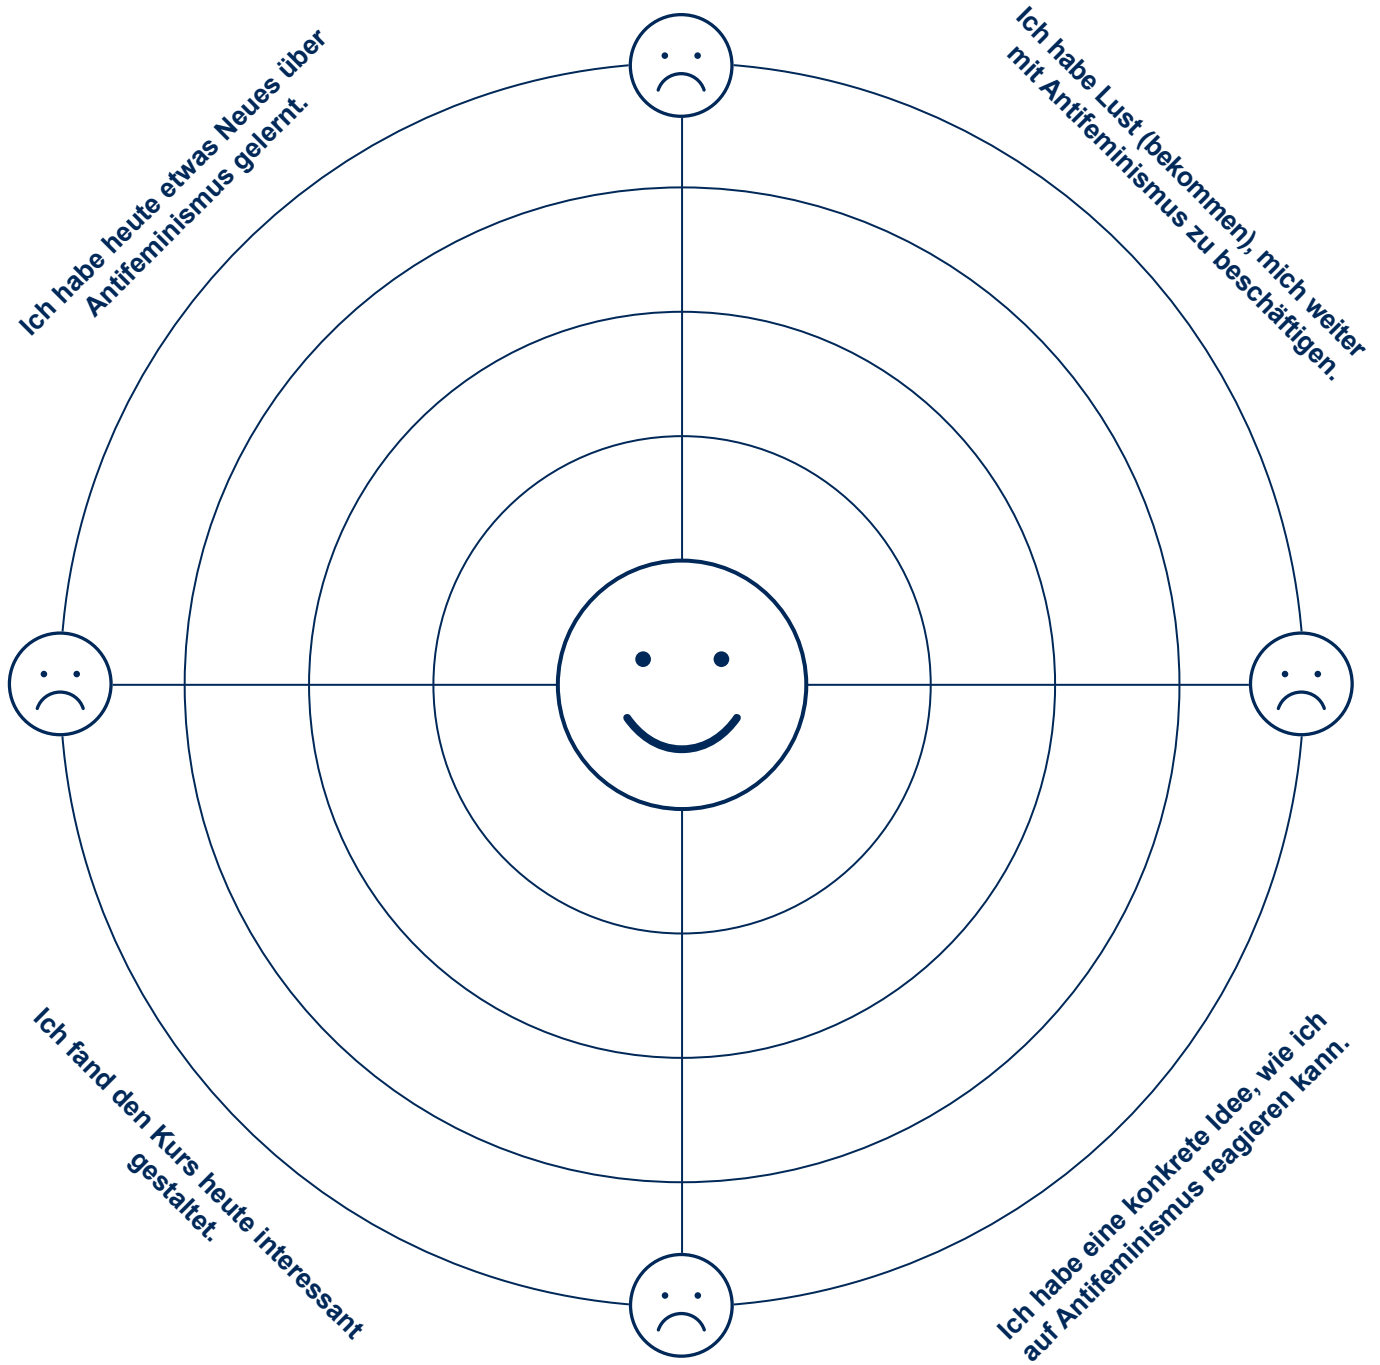 Ich habe heute etwas Neues über
Antifeminismus gelernt.
Ich habe Lust (bekommen), mich weiter
mit Antifeminismus zu beschäftigen.
Ich fand den Kurs heute interessant
gestaltet.
Ich habe eine konkrete Idee, wie ich
auf Antifeminismus reagieren kann.